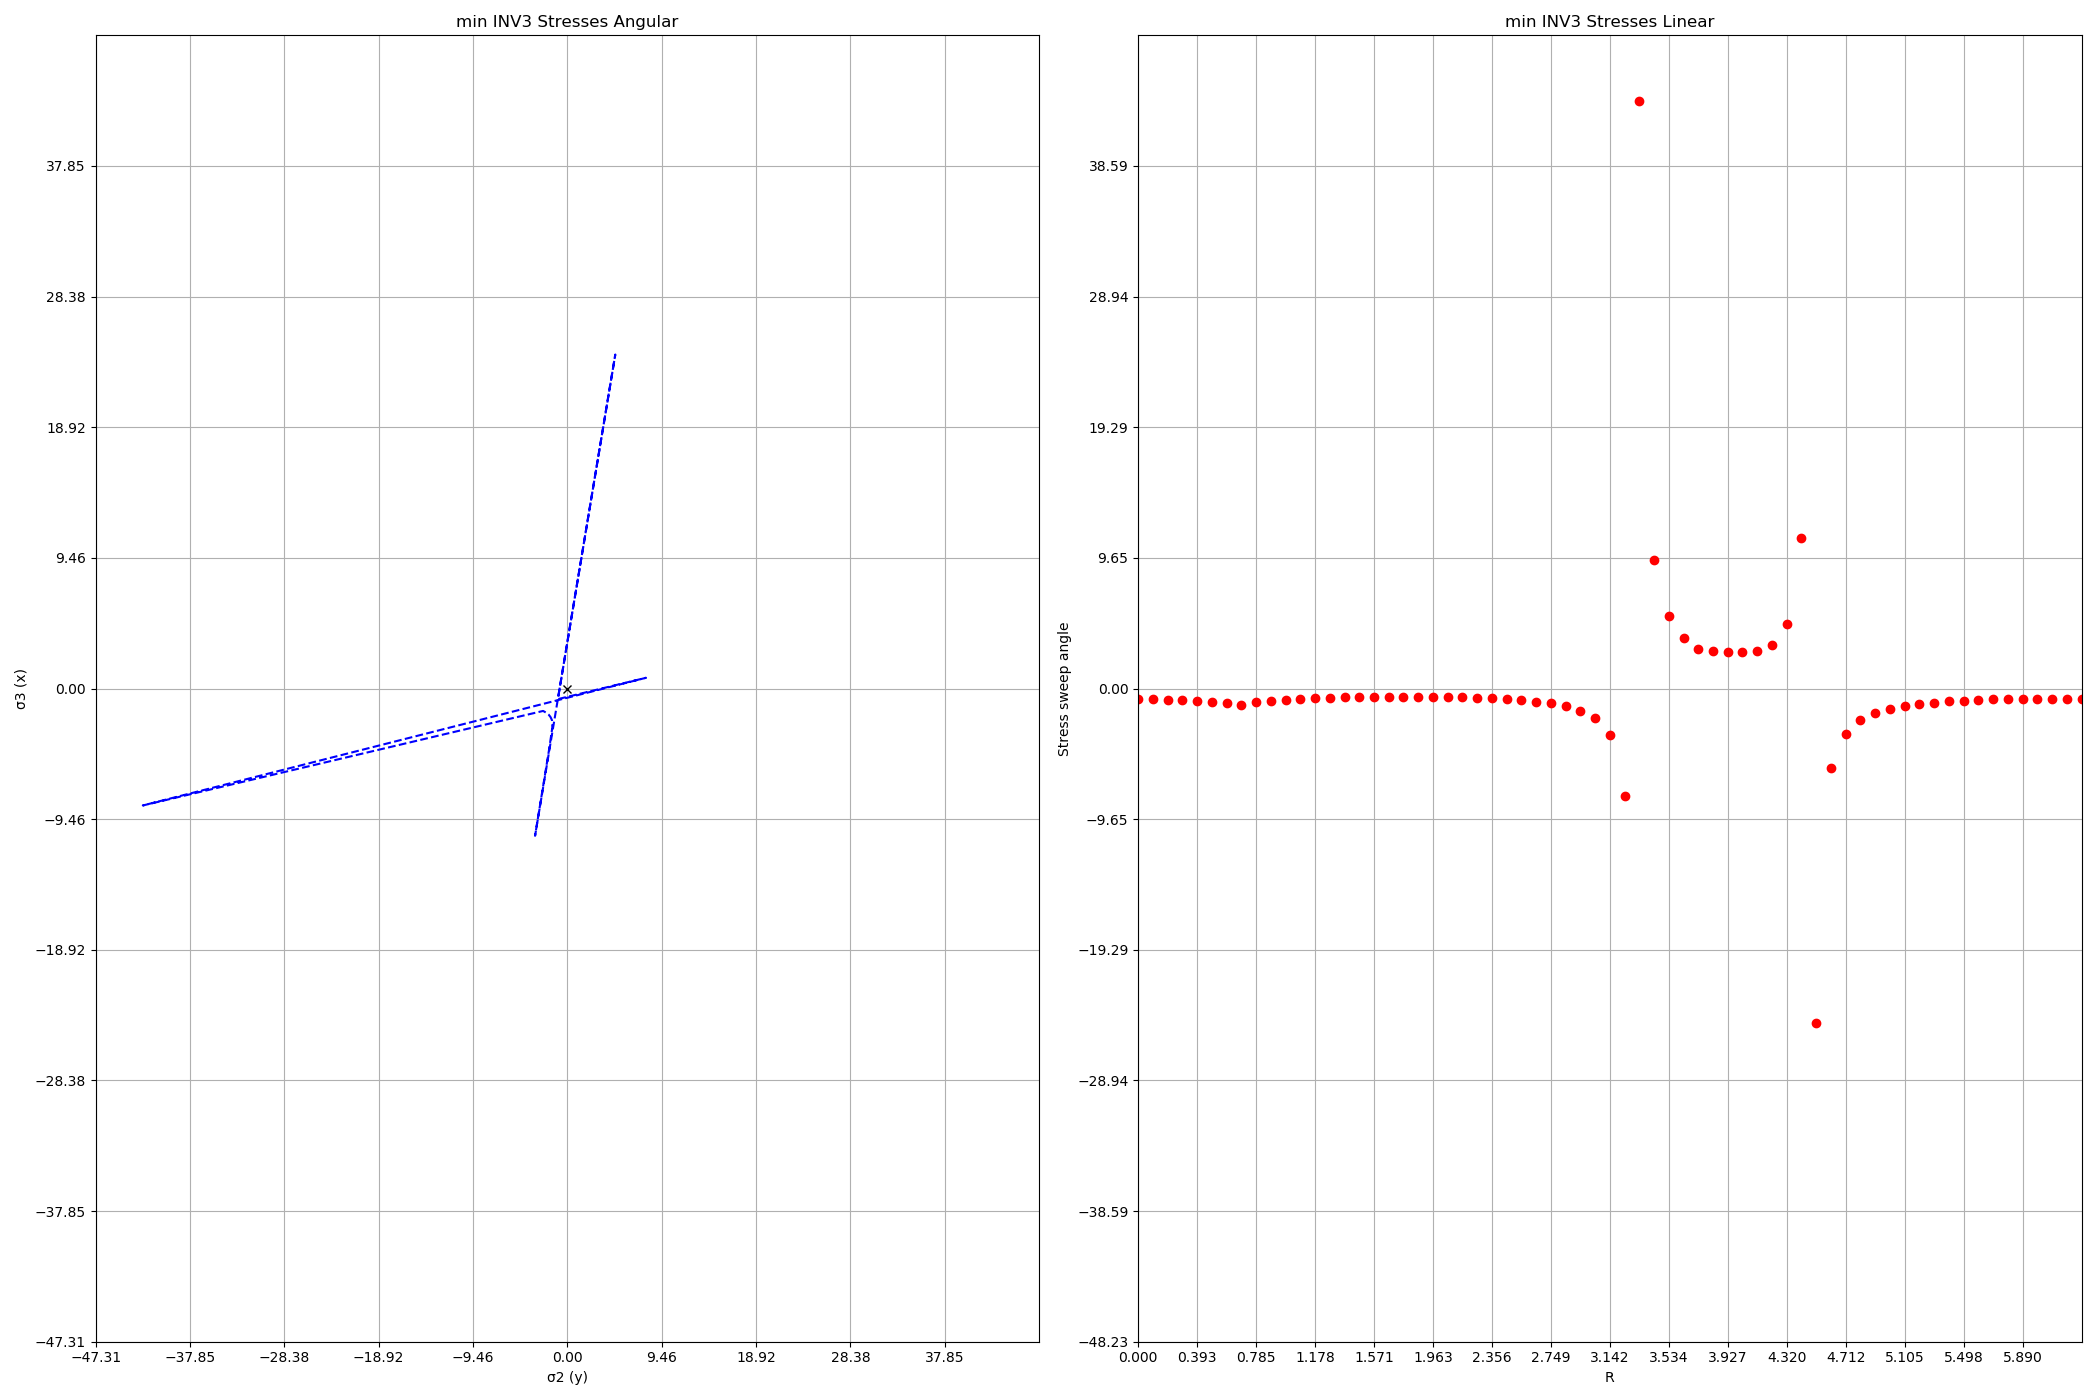 min INV3 Stresses Angular
37.85
28.38
18.92
9.46
0.00
−9.46
−18.92
−28.38
−37.85
−47.31
σ3 (x)
−47.31 −37.85 −28.38 −18.92 −9.46 0.00 9.46 18.92 28.38 37.85
σ2 (y)
min INV3 Stresses Linear
38.59
28.94
19.29
9.65
0.00
−9.65
−19.29
−28.94
−38.59
−48.23
Stress sweep angle
0.000 0.393 0.785 1.178 1.571 1.963 2.356 2.749 3.142 3.534 3.927 4.320 4.712 5.105 5.498 5.890
R